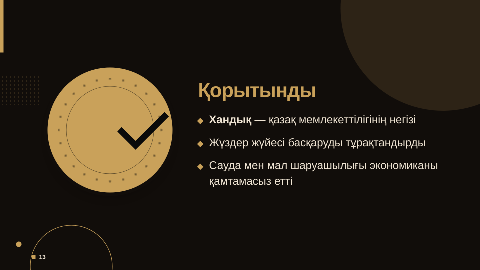 Қорытынды
Хандық — қазақ мемлекеттілігінің негізі
Жүздер жүйесі басқаруды тұрақтандырды
Сауда мен мал шаруашылығы экономиканы
қамтамасыз етті
13